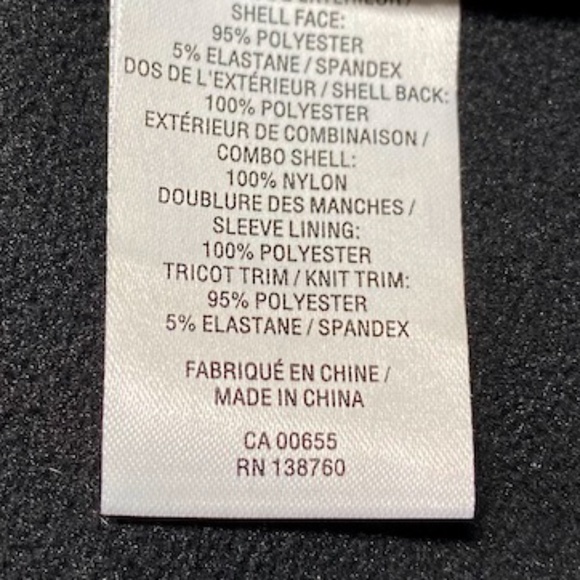 SHELL FACE:
95% POLYESTER
5% ELASTANE / SPANDEX
DOS DE L'EXTÉRIEUR / SHELL BACK:
100% POLYESTER
EXTÉRIEUR DE COMBINAISON /
COMBO SHELL:
100% NYLON
DOUBLURE DES MANCHES /
SLEEVE LINING:
100% POLYESTER
TRICOT TRIM / KNIT TRIM:
95% POLYESTER
5% ELASTANE / SPANDEX
FABRIQUÉ EN CHINE /
MADE IN CHINA
CA 00655
RN 138760